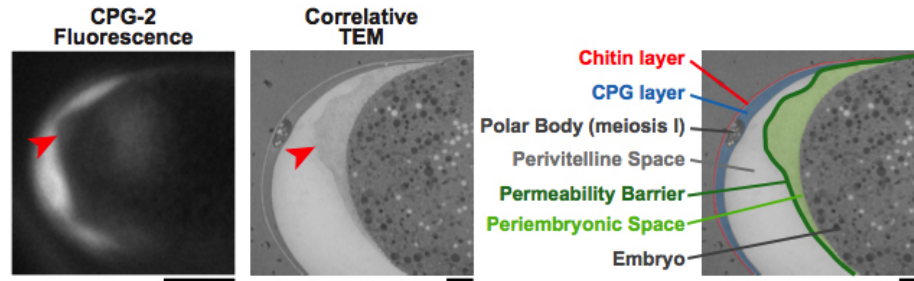 CPG-2
Fluorescence
Correlative
TEM
Chitin layer
CPG layer
Polar Body (meiosis I)
Perivitelline Space
Permeability Barrier
Periembryonic Space
Embryo